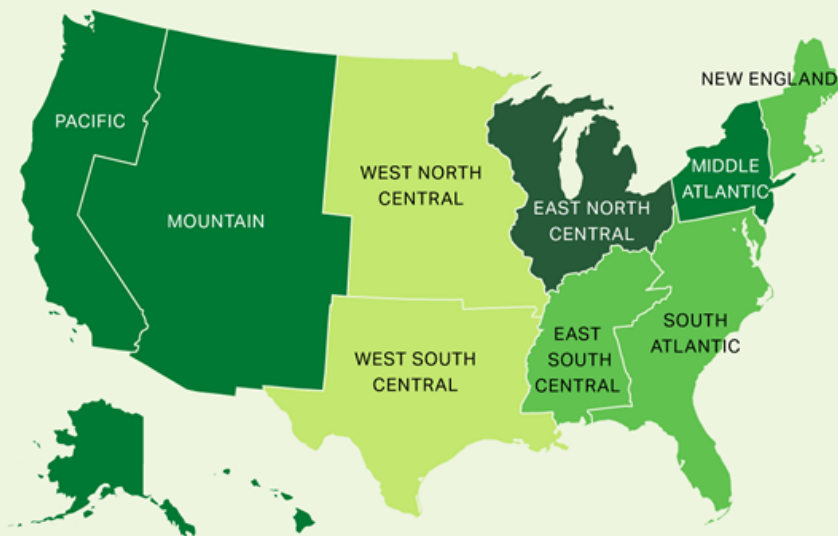 NEW ENGLAND
PACIFIC
WEST NORTH
CENTRAL
MIDDLE
ATLANTIC
MOUNTAIN
EAST NORTH
CENTRAL
WEST SOUTH
CENTRAL
EAST
SOUTH
CENTRAL
SOUTH
ATLANTIC